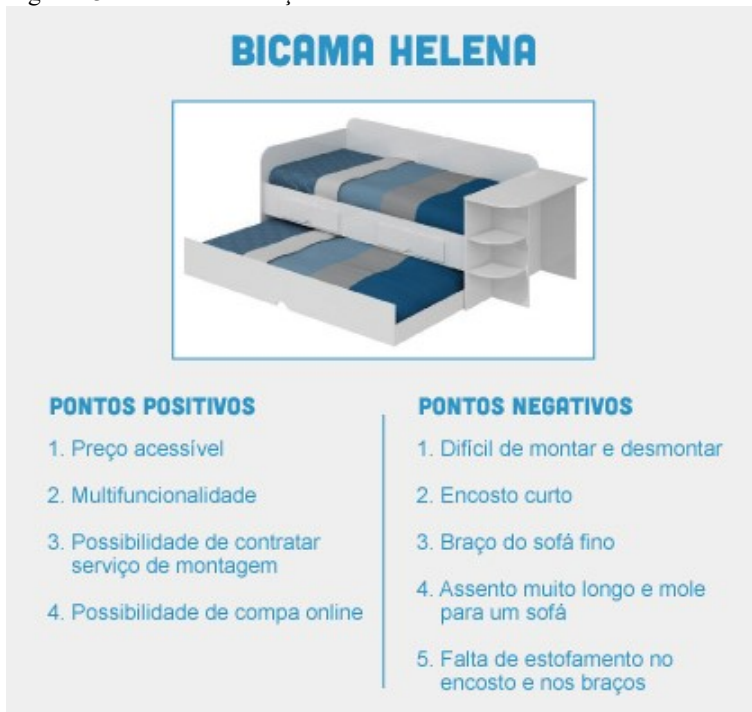 BICAMA HELENA
PONTOS POSITIVOS
1. Preço acessível
2. Multifuncionalidade
3. Possibilidade de contratar
serviço de montagem
4. Possibilidade de compa online
PONTOS NEGATIVOS
1. Difícil de montar e desmontar
2. Encosto curto
3. Braço do sofá fino
4. Assento muito longo e mole
para um sofá
5. Falta de estofamento no
encosto e nos braços